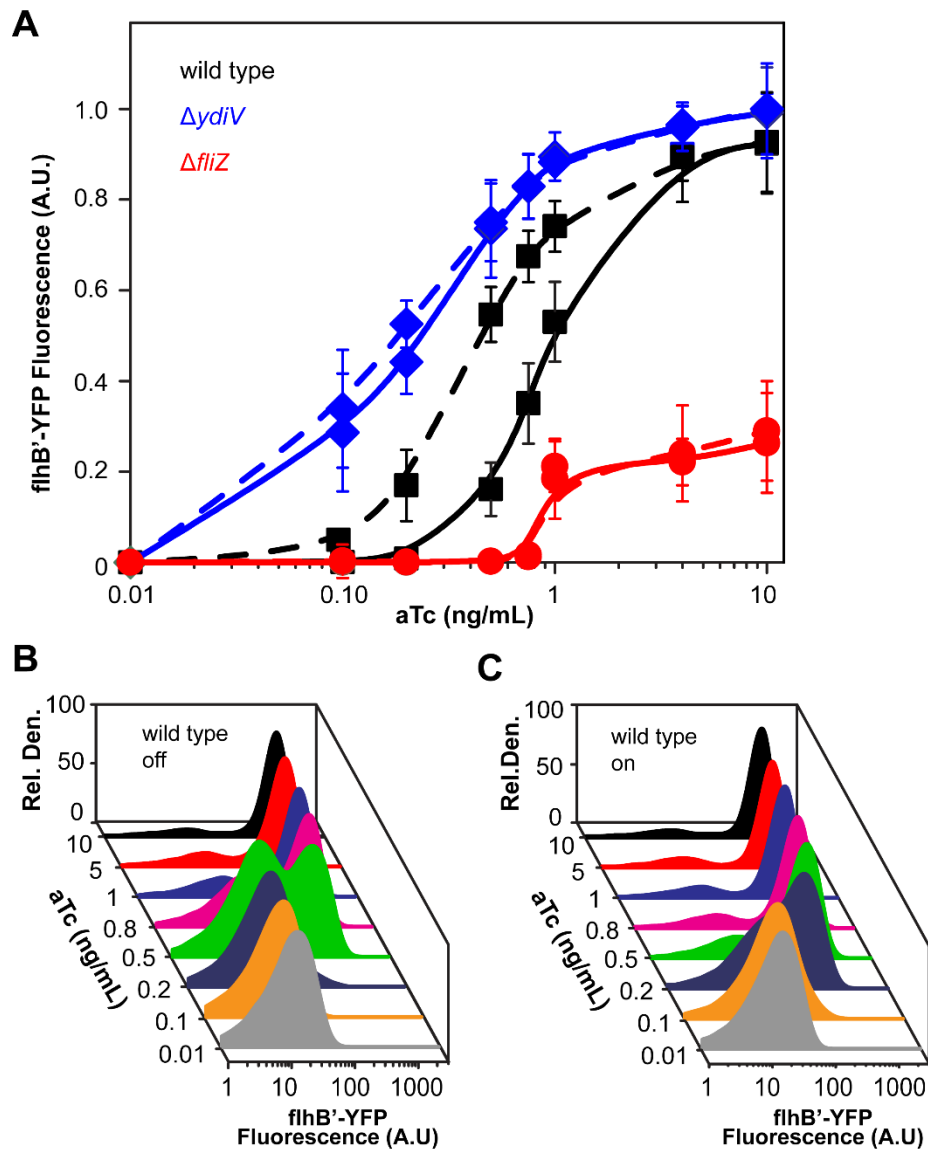 A
wild type
ΔydiV
ΔfliZ
flhB'-YFP Fluorescence (A.U.)
1.0
0.8
0.6
0.4
0.2
0
0.01
0.10
1
10
aTc (ng/mL)
B
100
50
0
Rel. Den.
wild type
off
10
5
1
0.8
0.5
0.2
0.1
0.01
aTc (ng/mL)
1
10
100
1000
flhB'-YFP
Fluorescence (A.U)
C
100
50
0
Rel.Den.
wild type
on
10
5
1
0.8
0.5
0.2
0.1
0.01
aTc (ng/mL)
1
10
100
1000
flhB'-YFP
Fluorescence (A.U)